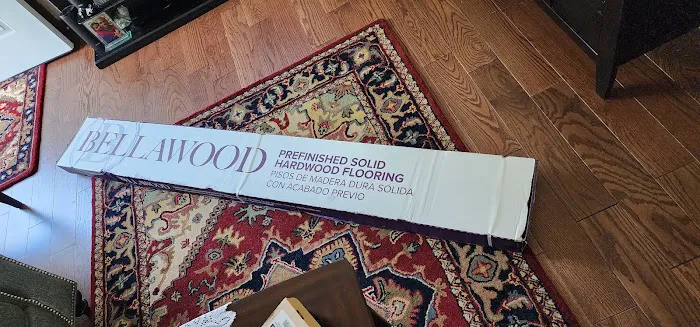 BELLAWOOD
PREFINISHED SOLID
HARDWOOD FLOORING
PISOS DE MADERA DURA SOLIDA
CON ACABADO PREVIO